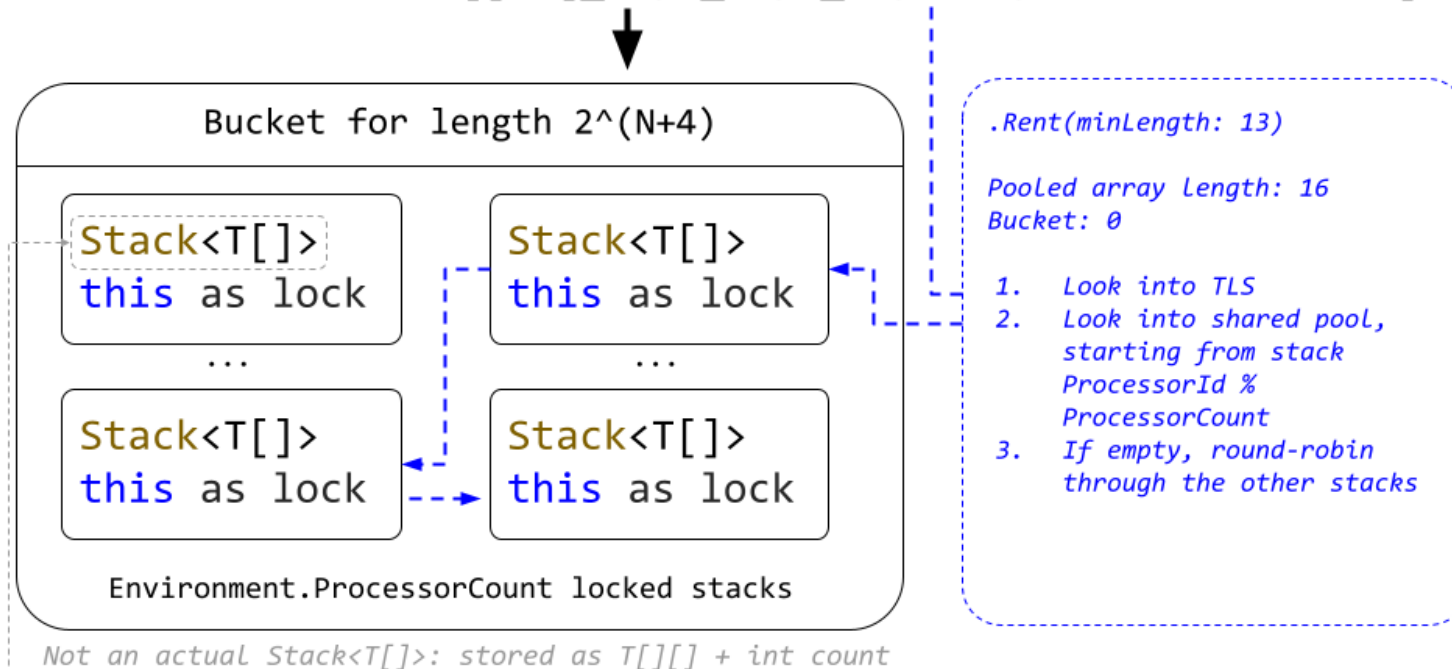 Bucket for length 2^(N+4)
Stack<T[]>
this as lock
Stack<T[]>
this as lock
...
...
Stack<T[]>
this as lock
Stack<T[]>
this as lock
Environment.ProcessorCount locked stacks
Not an actual Stack<T[]>: stored as T[][] + int count
.Rent(minLength: 13)
Pooled array length: 16
Bucket: 0
1. Look into TLS
2. Look into shared pool,
starting from stack
ProcessorId %
ProcessorCount
3. If empty, round-robin
through the other stacks